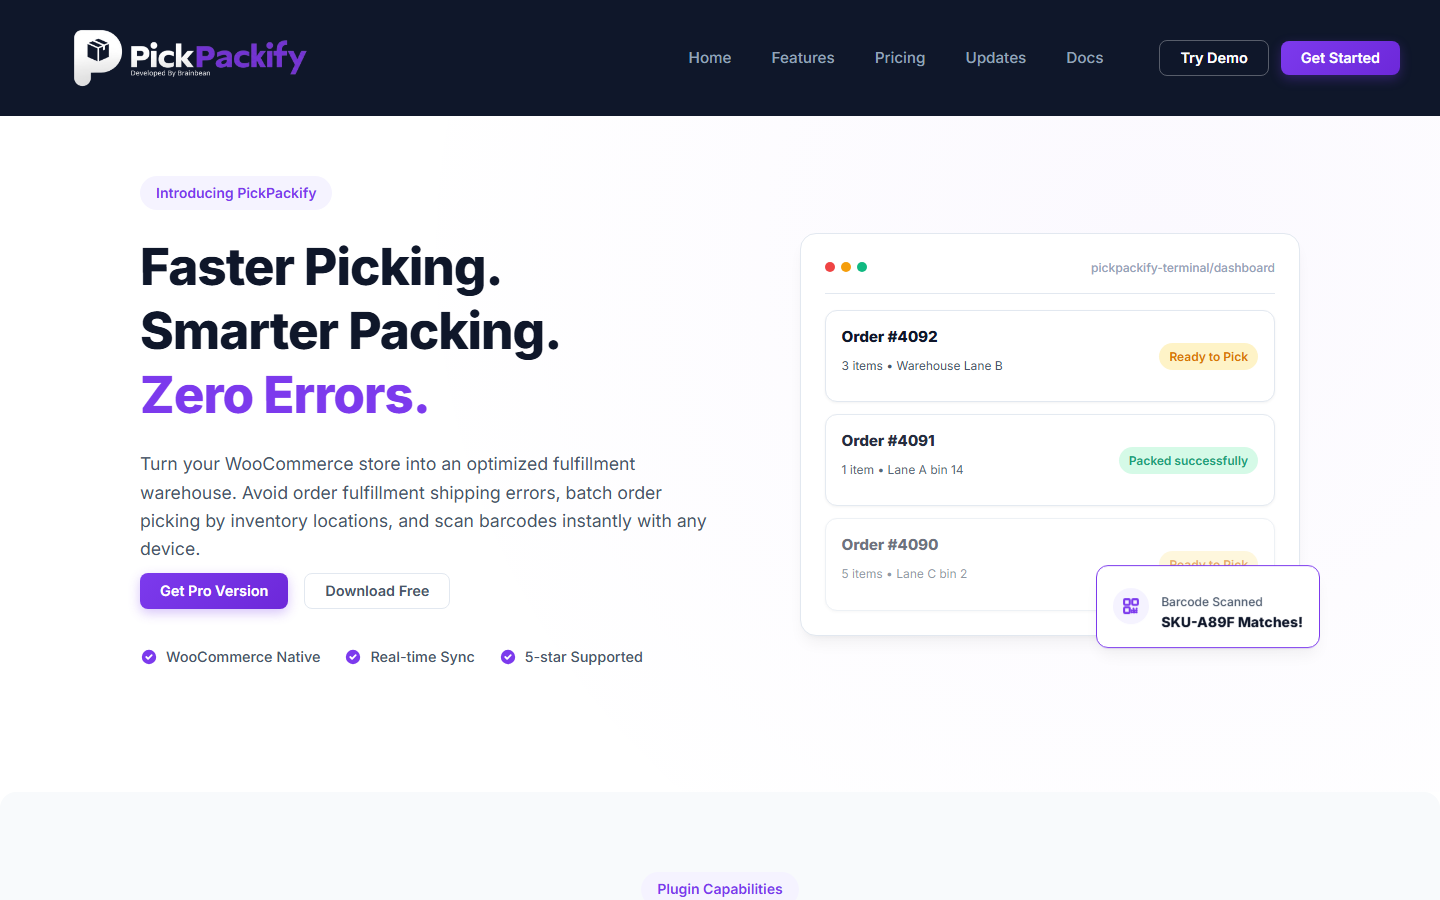 PickPackify
Developed By Brainbean
Home
Features
Pricing
Updates
Docs
Try Demo
Get Started
Introducing PickPackify
Faster Picking.
Smarter Packing.
Zero Errors.
Turn your WooCommerce store into an optimized fulfillment
warehouse. Avoid order fulfillment shipping errors, batch order
picking by inventory locations, and scan barcodes instantly with any
device.
Get Pro Version
Download Free
WooCommerce Native
Real-time Sync
5-star Supported
pickpackify-terminal/dashboard
Order #4092
3 items • Warehouse Lane B
Ready to Pick
Order #4091
1 item • Lane A bin 14
Packed successfully
Order #4090
5 items • Lane C bin 2
Ready to Pick
Barcode Scanned
SKU-A89F Matches!
Plugin Capabilities